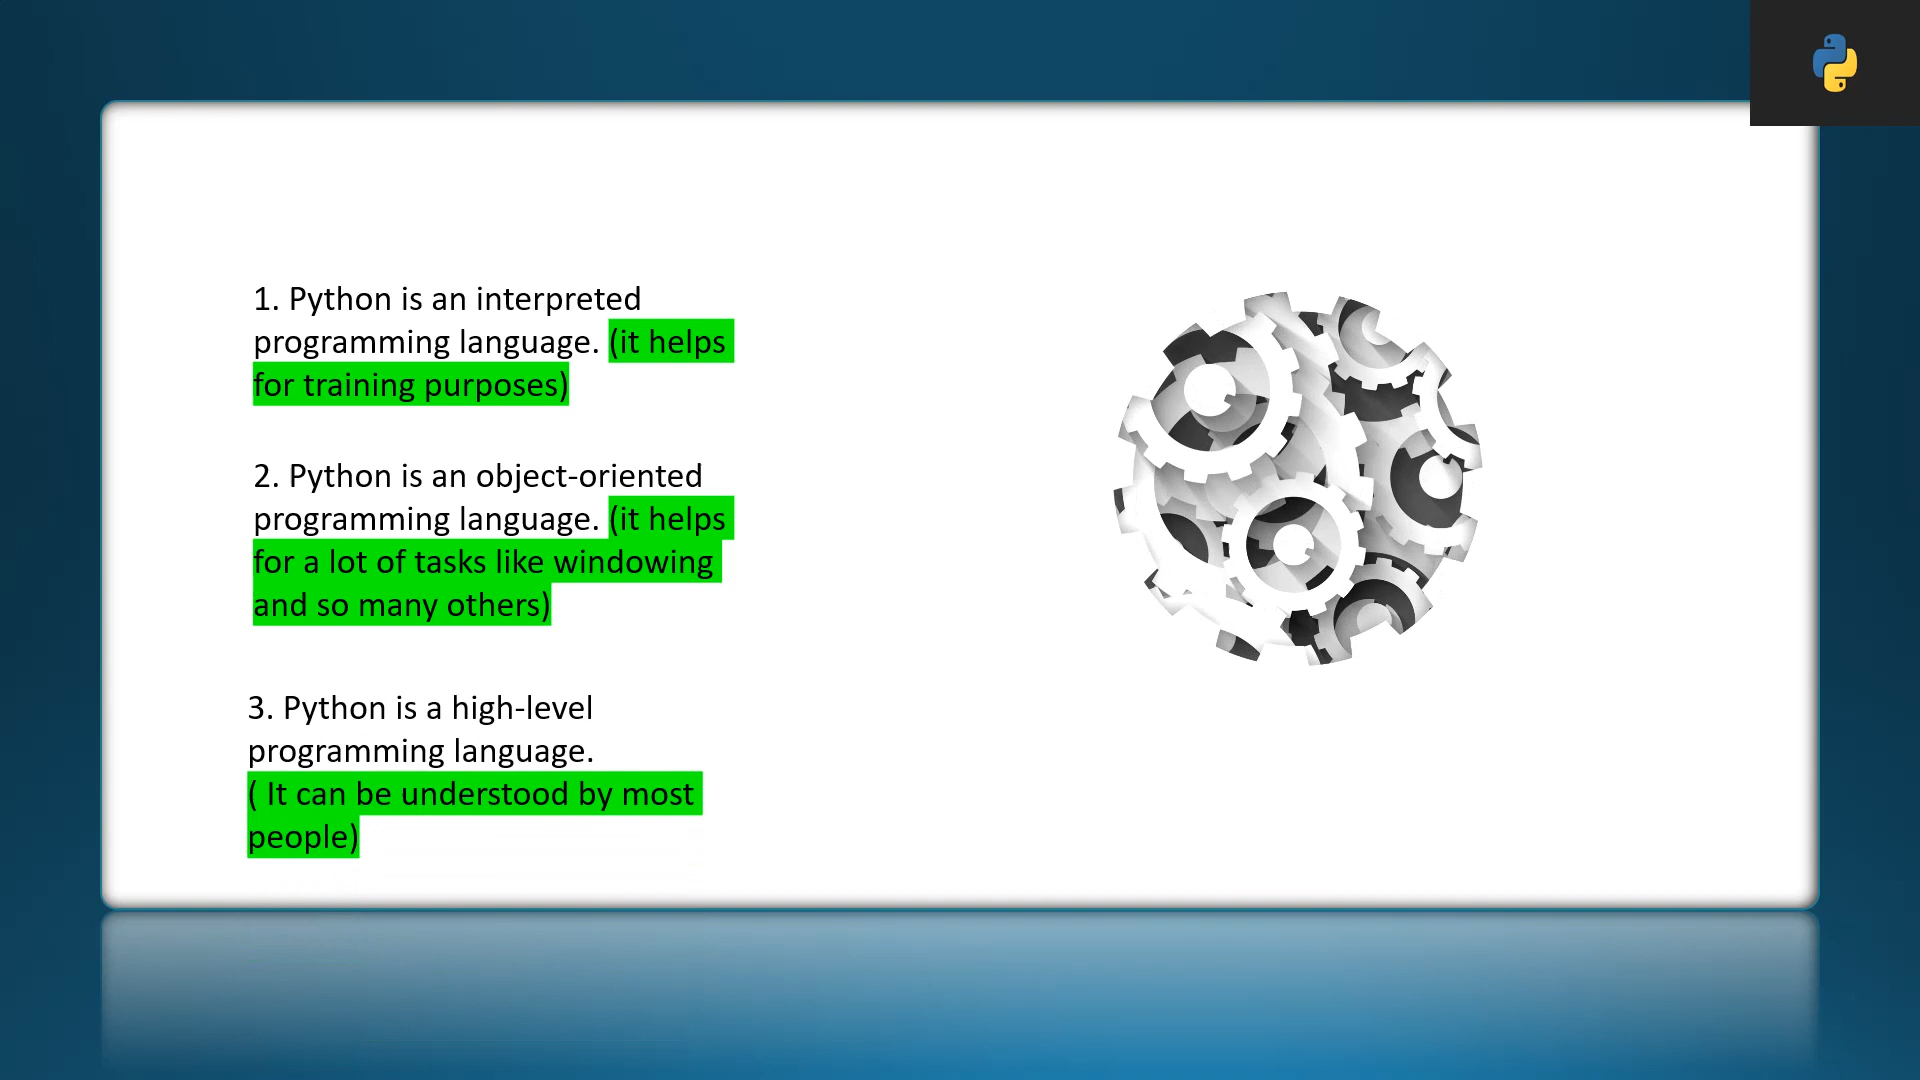 1. Python is an interpreted
programming language. (it helps
for training purposes)
2. Python is an object-oriented
programming language. (it helps
for a lot of tasks like windowing
and so many others)
3. Python is a high-level
programming language.
( It can be understood by most
people)